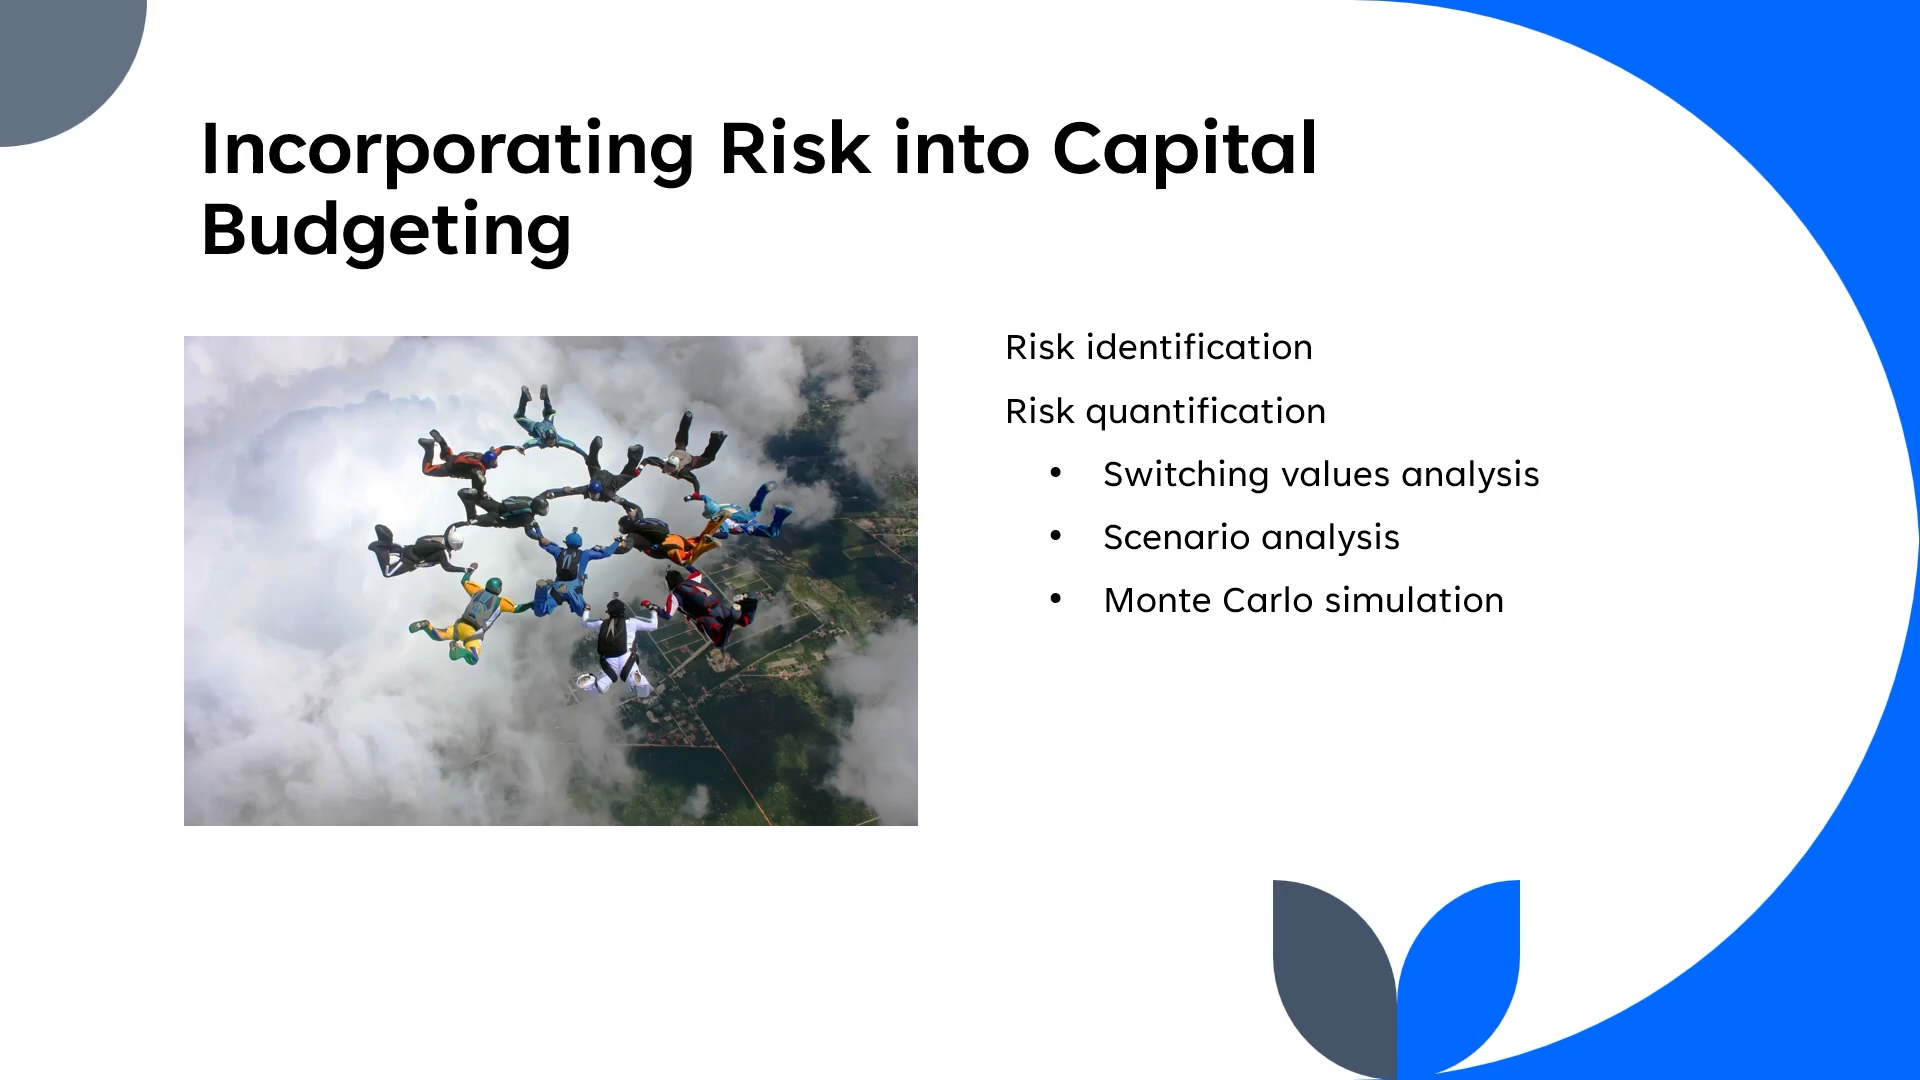 Incorporating Risk into Capital
Budgeting
Risk identification
Risk quantification
• Switching values analysis
• Scenario analysis
• Monte Carlo simulation